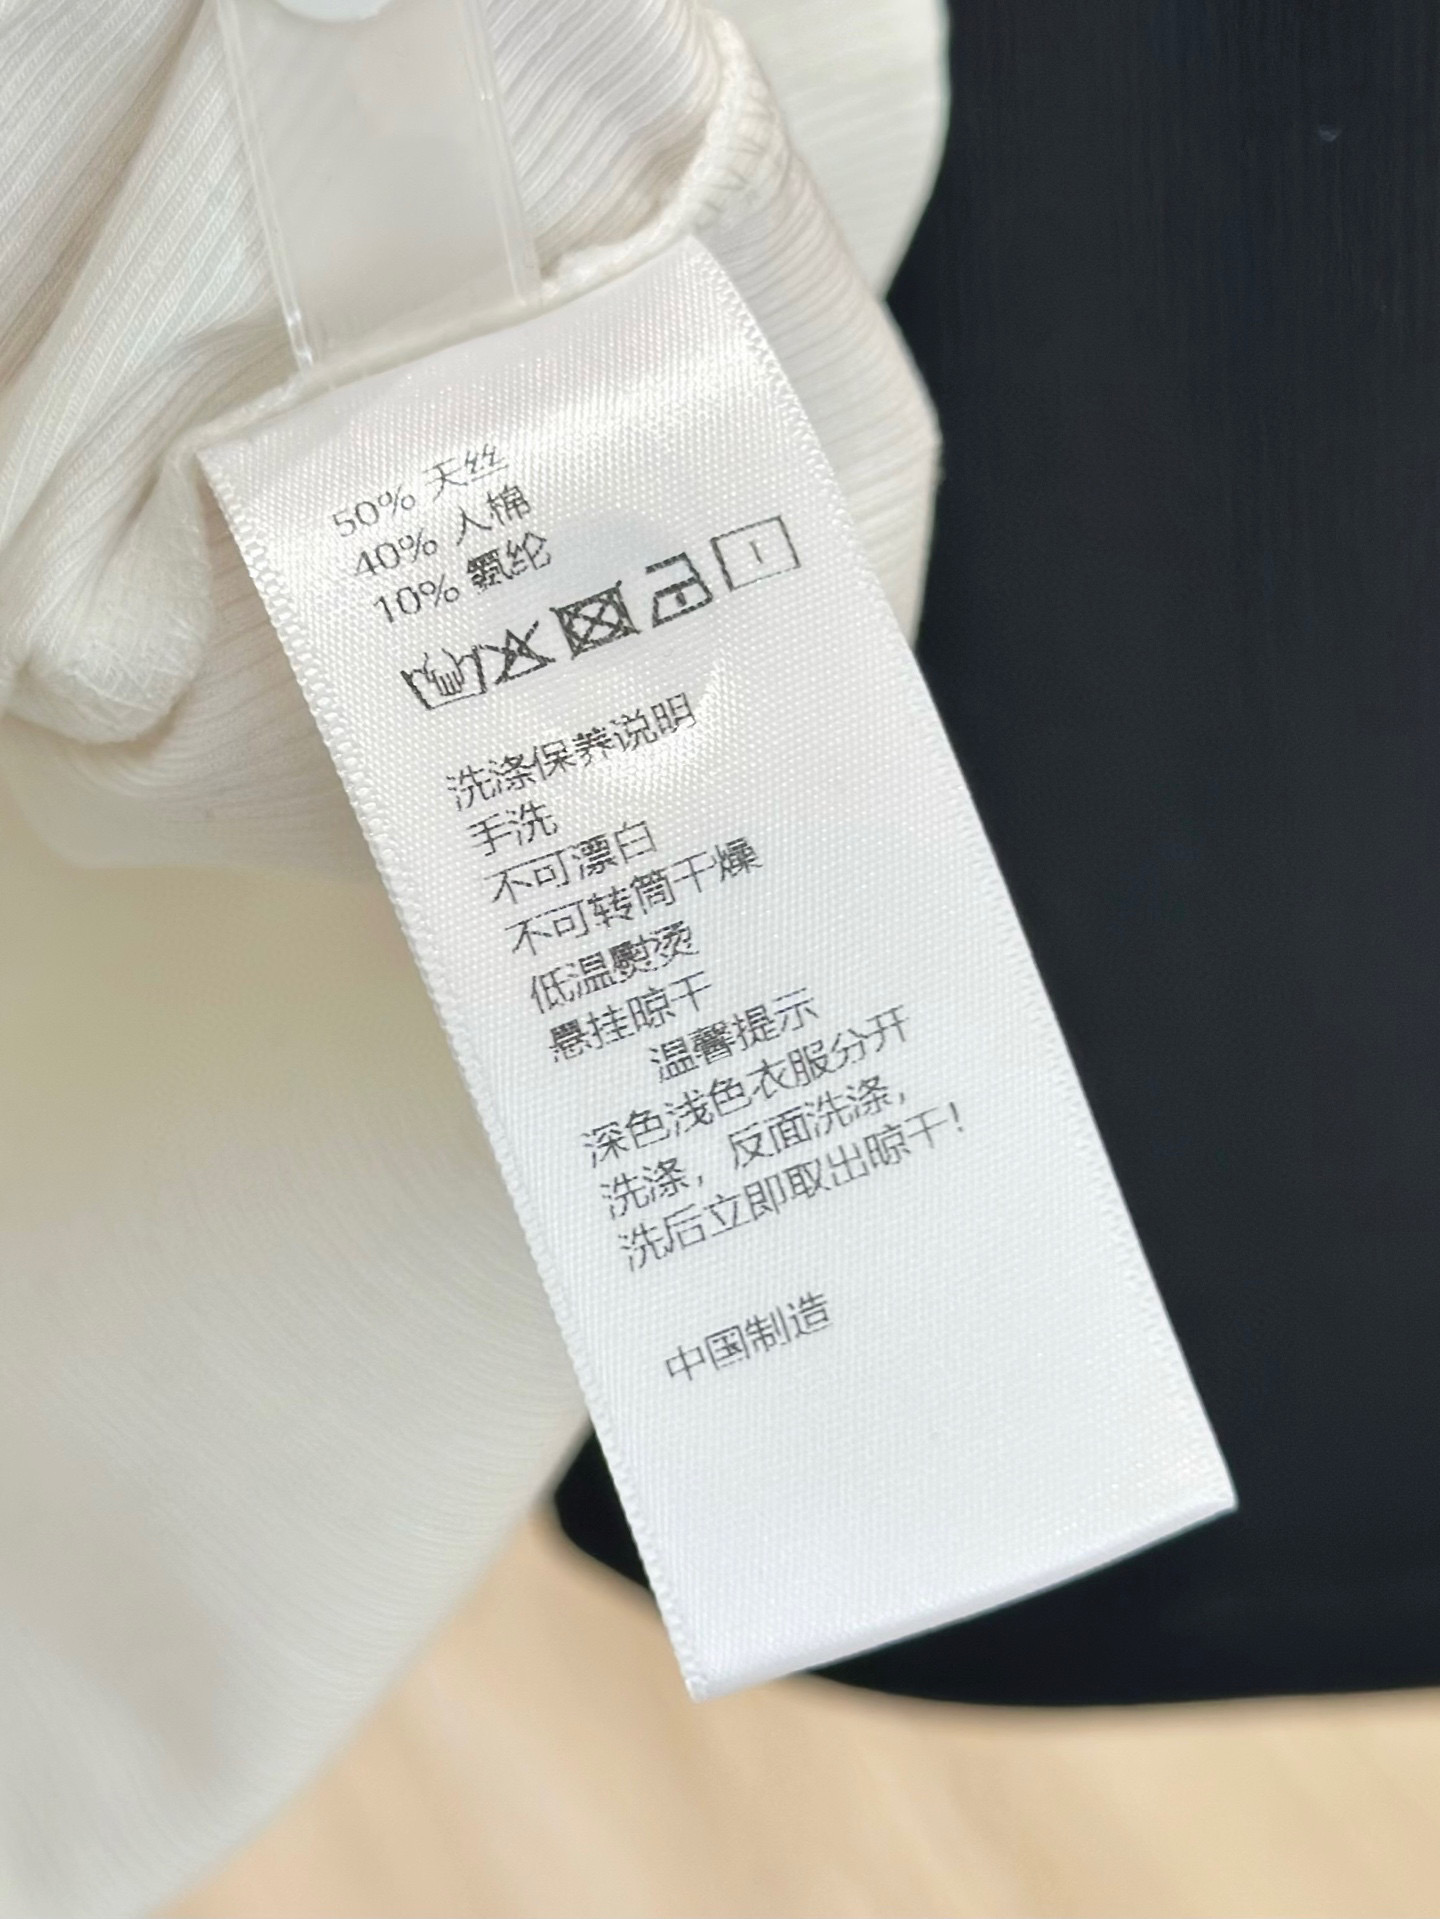 50% 天丝
40% 人棉
10% 氨纶
洗涤保养说明
手洗
不可漂白
不可转筒干燥
低温熨烫
悬挂晾干
温馨提示
深色浅色衣服分开
洗涤，反面洗涤，
洗后立即取出晾干！
中国制造